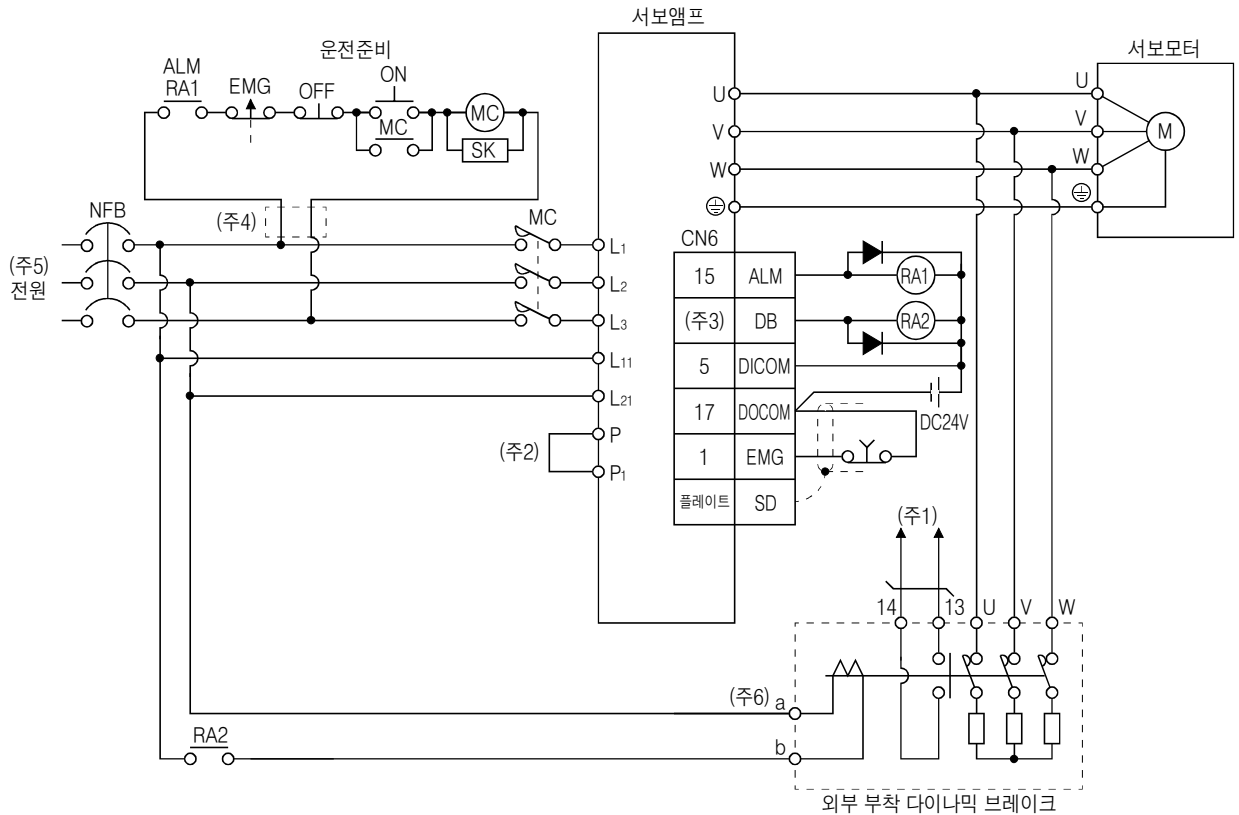 서보앰프
운전준비
서보모터
ALM
RA1
EMG
OFF
ON
MC
MC
SK
U
V
W
U
V
W
M
NFB
(주4)
MC
(주5)
전원
L1
L2
L3
L11
L21
P
P1
(주2)
CN6
15 ALM
(주3) DB
5 DICOM
17 DOCOM
1 EMG
플레이트 SD
RA1
RA2
DC24V
(주1)
14 13 U V W
(주6) a
RA2
b
외부 부착 다이나믹 브레이크